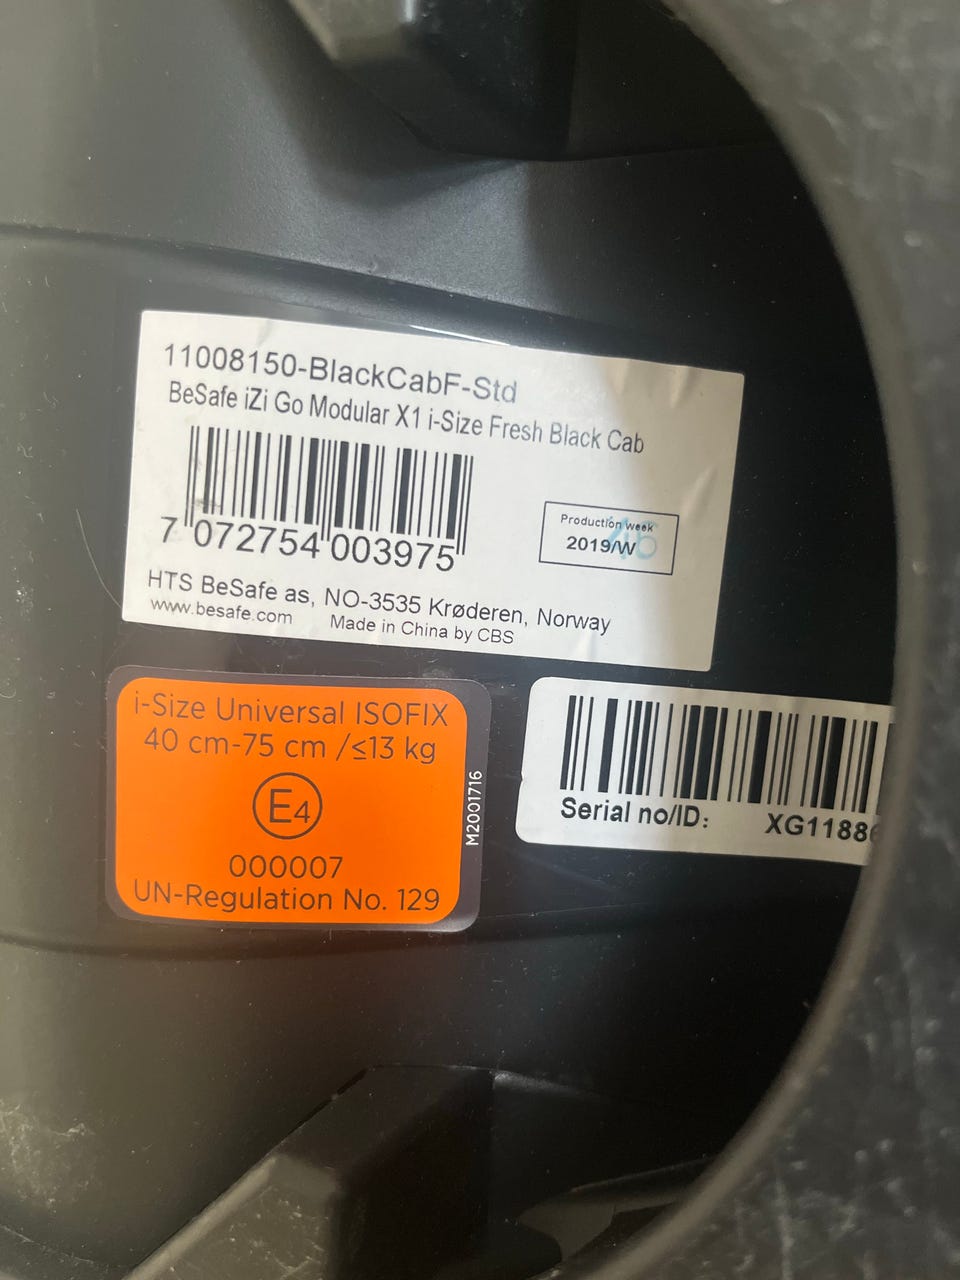 11008150-BlackCabF-Std
BeSafe iZi Go Modular X1 i-Size Fresh Black Cab
7 072754 003975
Production week
2019/W 46
HTS BeSafe as, NO-3535 Krøderen, Norway
www.besafe.com Made in China by CBS
i-Size Universal ISOFIX
40 cm-75 cm /≤13 kg
E4
000007
UN-Regulation No. 129
M2001716
Serial no/ID: XG11886